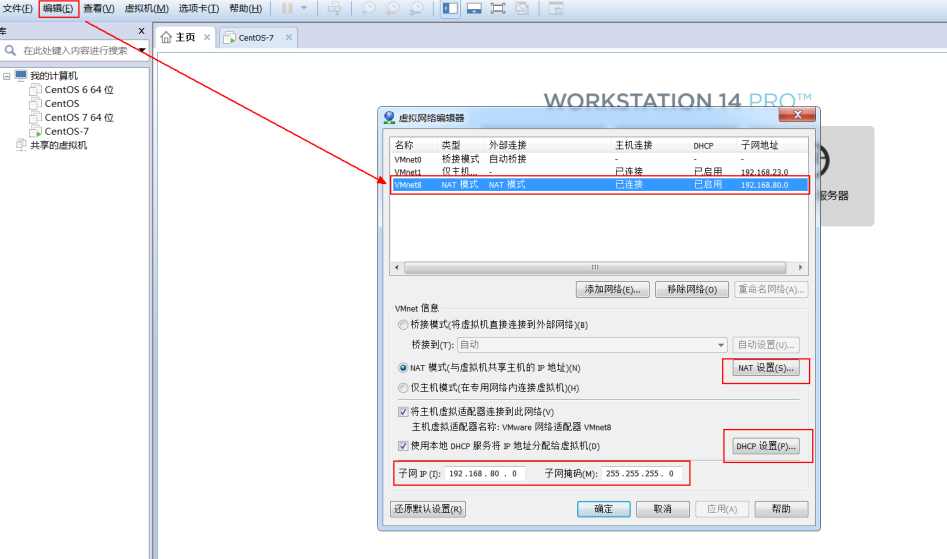 文件(F) 编辑(E) 查看(V) 虚拟机(M) 选项卡(T) 帮助(H)
库 x
在此处键入内容进行搜索
我的计算机
CentOS 6 64 位
CentOS
CentOS 7 64 位
CentOS-7
共享的虚拟机
主页 × CentOS-7 ×
WORKSTATION 14 PRO™
服务器
虚拟网络编辑器
名称 类型 外部连接 主机连接 DHCP 子网地址
VMnet0 桥接模式 自动桥接 - - -
VMnet1 仅主机... - 已连接 已启用 192.168.23.0
VMnet8 NAT 模式 NAT 模式 已连接 已启用 192.168.80.0
添加网络(E)... 移除网络(O) 重命名网络(A)...
VMnet 信息
桥接模式(将虚拟机直接连接到外部网络)(B)
桥接到(T): 自动 自动设置(U)...
NAT 模式(与虚拟机共享主机的 IP 地址)(N) NAT 设置(S)...
仅主机模式(在专用网络内连接虚拟机)(H)
将主机虚拟适配器连接到此网络(V)
主机虚拟适配器名称: VMware 网络适配器 VMnet8
使用本地 DHCP 服务将 IP 地址分配给虚拟机(D) DHCP 设置(P)...
子网 IP (I): 192 .168 . 80 . 0 子网掩码(M): 255 .255 .255 . 0
还原默认设置(R) 确定 取消 应用(A) 帮助